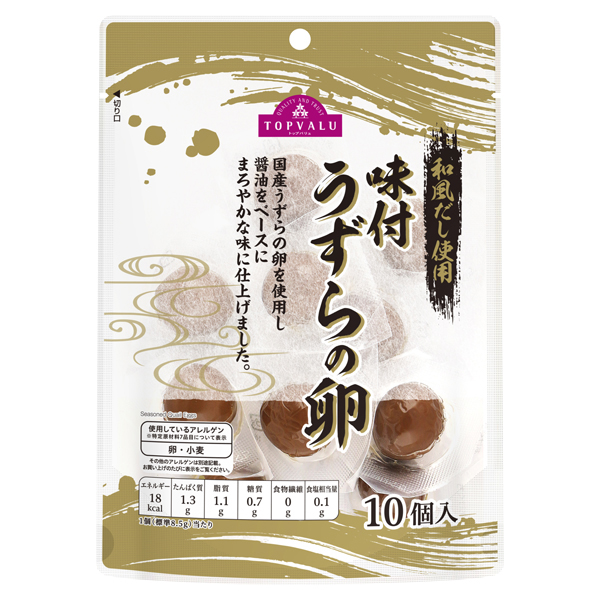 切り口
QUALITY AND TRUST
TOPVALU
トップバリュ
和風だし使用
味付
うずらの卵
国産うずらの卵を使用し
醤油をベースに
まろやかな味に仕上げました。
Seasoned Quail Eggs
使用しているアレルゲン
※特定原材料7品目について表示
卵・小麦
その他のアレルゲンは別途記載。
お買い上げのたびに表示をご覧ください。
エネルギー たんぱく質 脂質 糖質 食物繊維 食塩相当量
18 1.3 1.1 0.7 0 0.1
kcal g g g g g
1個(標準8.5g)当たり
10個入